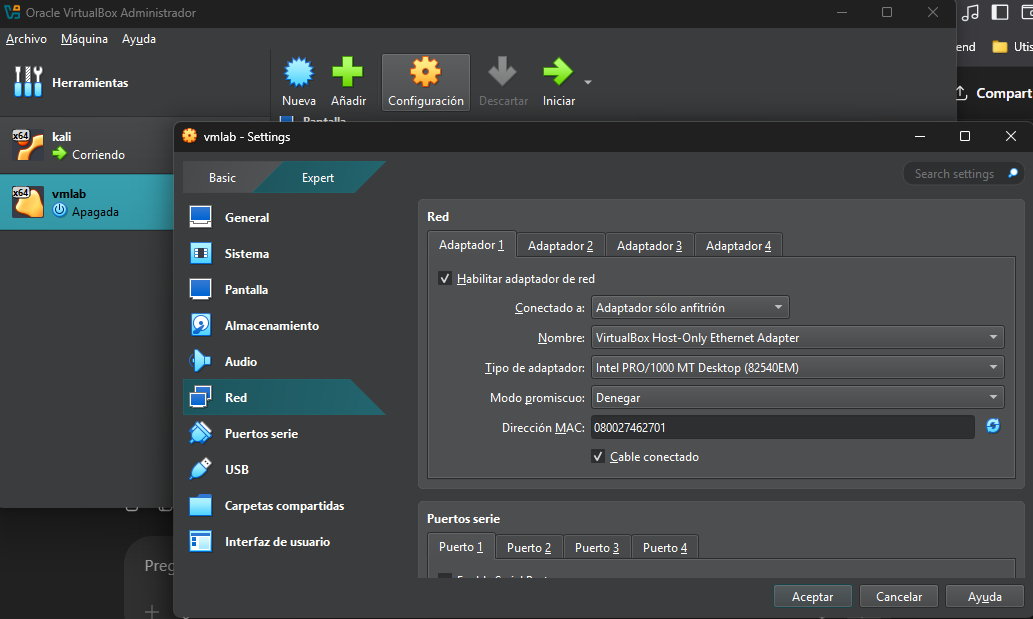 Oracle VirtualBox Administrador
Archivo Máquina Ayuda
Herramientas
Nueva Añadir Configuración Descartar Iniciar
Pantalla
kali
Corriendo
vmlab
Apagada
end Utis
Compart
vmlab - Settings
Basic Expert
Search settings
General
Sistema
Pantalla
Almacenamiento
Audio
Red
Puertos serie
USB
Carpetas compartidas
Interfaz de usuario
Red
Adaptador 1 Adaptador 2 Adaptador 3 Adaptador 4
Habilitar adaptador de red
Conectado a: Adaptador sólo anfitrión
Nombre: VirtualBox Host-Only Ethernet Adapter
Tipo de adaptador: Intel PRO/1000 MT Desktop (82540EM)
Modo promiscuo: Denegar
Dirección MAC: 080027462701
Cable conectado
Puertos serie
Puerto 1 Puerto 2 Puerto 3 Puerto 4
Preg
Aceptar Cancelar Ayuda